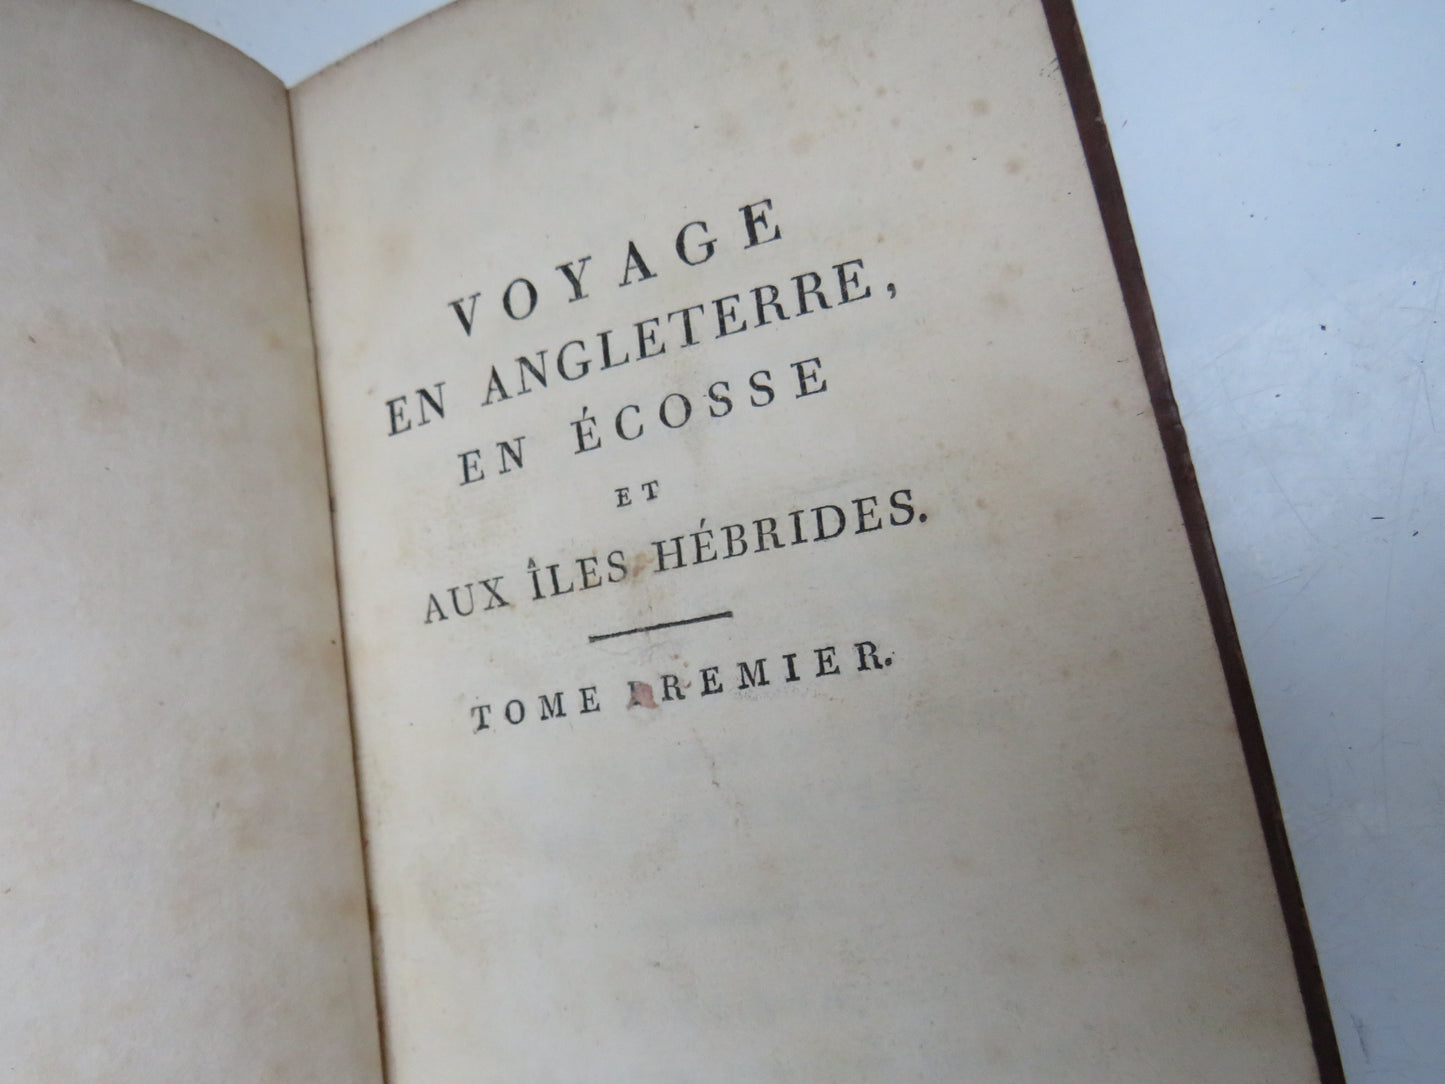 VOYAGE
EN ANGLETERRE,
EN ÉCOSSE
ET
AUX ÎLES HÉBRIDES.
TOME PREMIER.